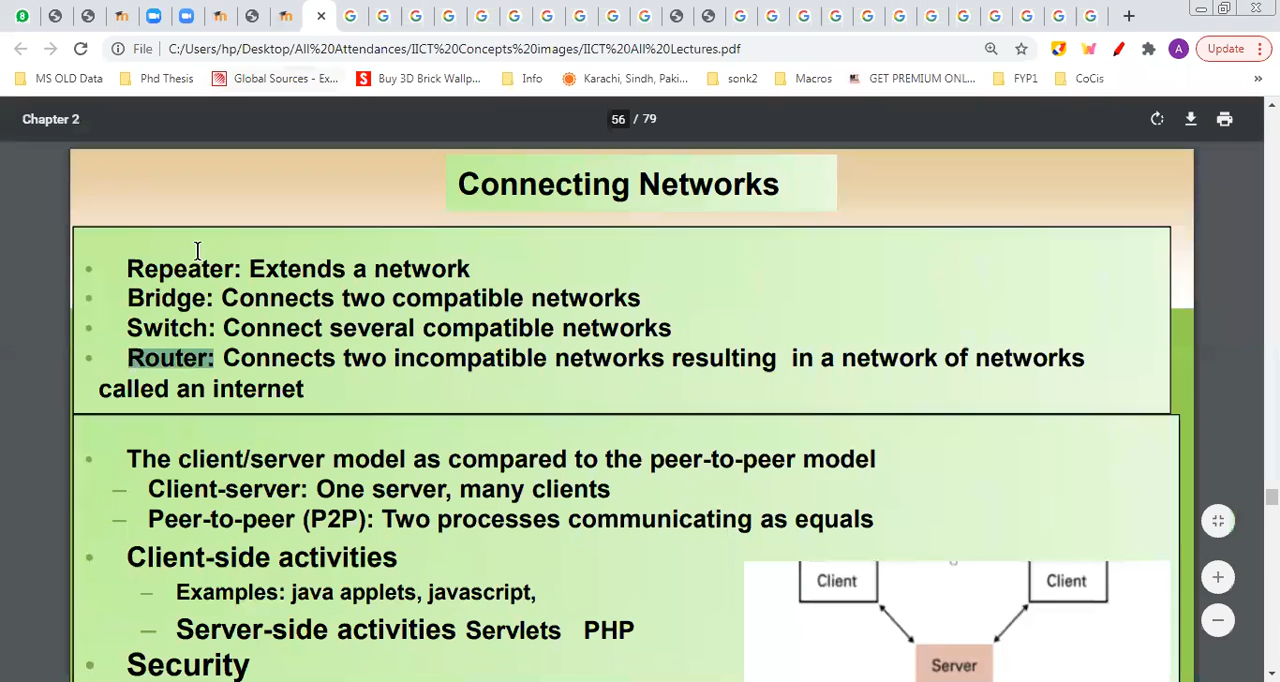 File C:/Users/hp/Desktop/All%20Attendances/IICT%20Concepts%20images/IICT%20All%20Lectures.pdf A Update
MS OLD Data Phd Thesis Global Sources - Ex... Buy 3D Brick Wallp... Info Karachi, Sindh, Paki... sonk2 Macros GET PREMIUM ONL... FYP1 CoCis »
Chapter 2 56 / 79
Connecting Networks
• Repeater: Extends a network
• Bridge: Connects two compatible networks
• Switch: Connect several compatible networks
• Router: Connects two incompatible networks resulting in a network of networks
called an internet
• The client/server model as compared to the peer-to-peer model
– Client-server: One server, many clients
– Peer-to-peer (P2P): Two processes communicating as equals
• Client-side activities
– Examples: java applets, javascript,
– Server-side activities Servlets PHP
• Security
Client Client
Server